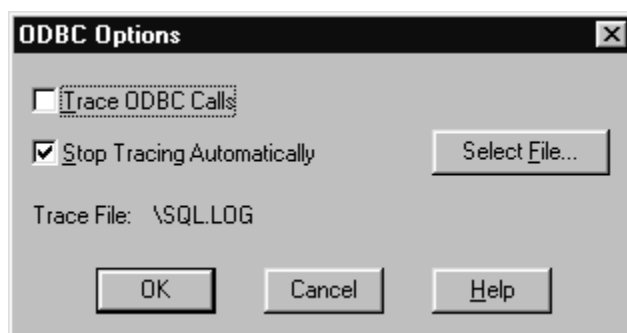 ODBC Options
Trace ODBC Calls
Stop Tracing Automatically
Select File...
Trace File: \SQL.LOG
OK Cancel Help